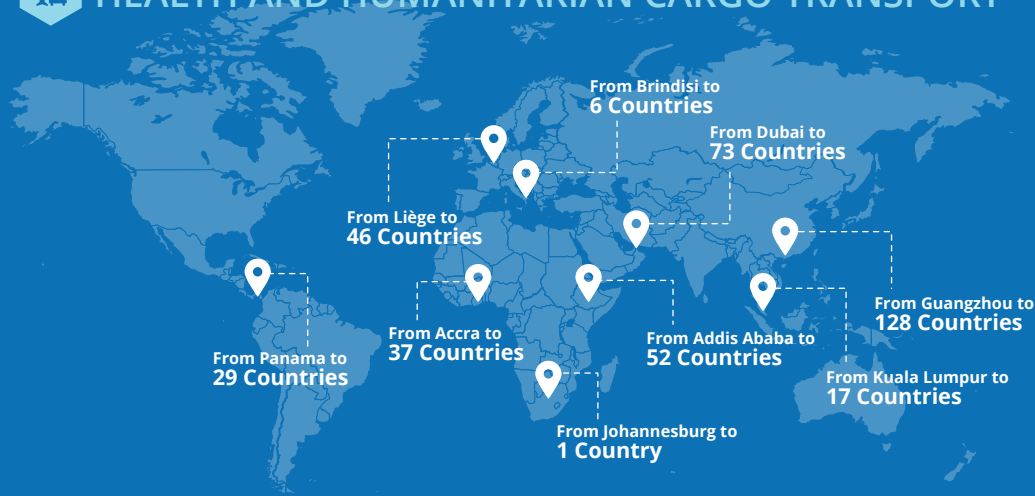 HEALTH AND HUMANITARIAN CARGO TRANSPORT
From Brindisi to
6 Countries
From Dubai to
73 Countries
From Liège to
46 Countries
From Guangzhou to
128 Countries
From Accra to
37 Countries
From Addis Ababa to
52 Countries
From Panama to
29 Countries
From Kuala Lumpur to
17 Countries
From Johannesburg to
1 Country